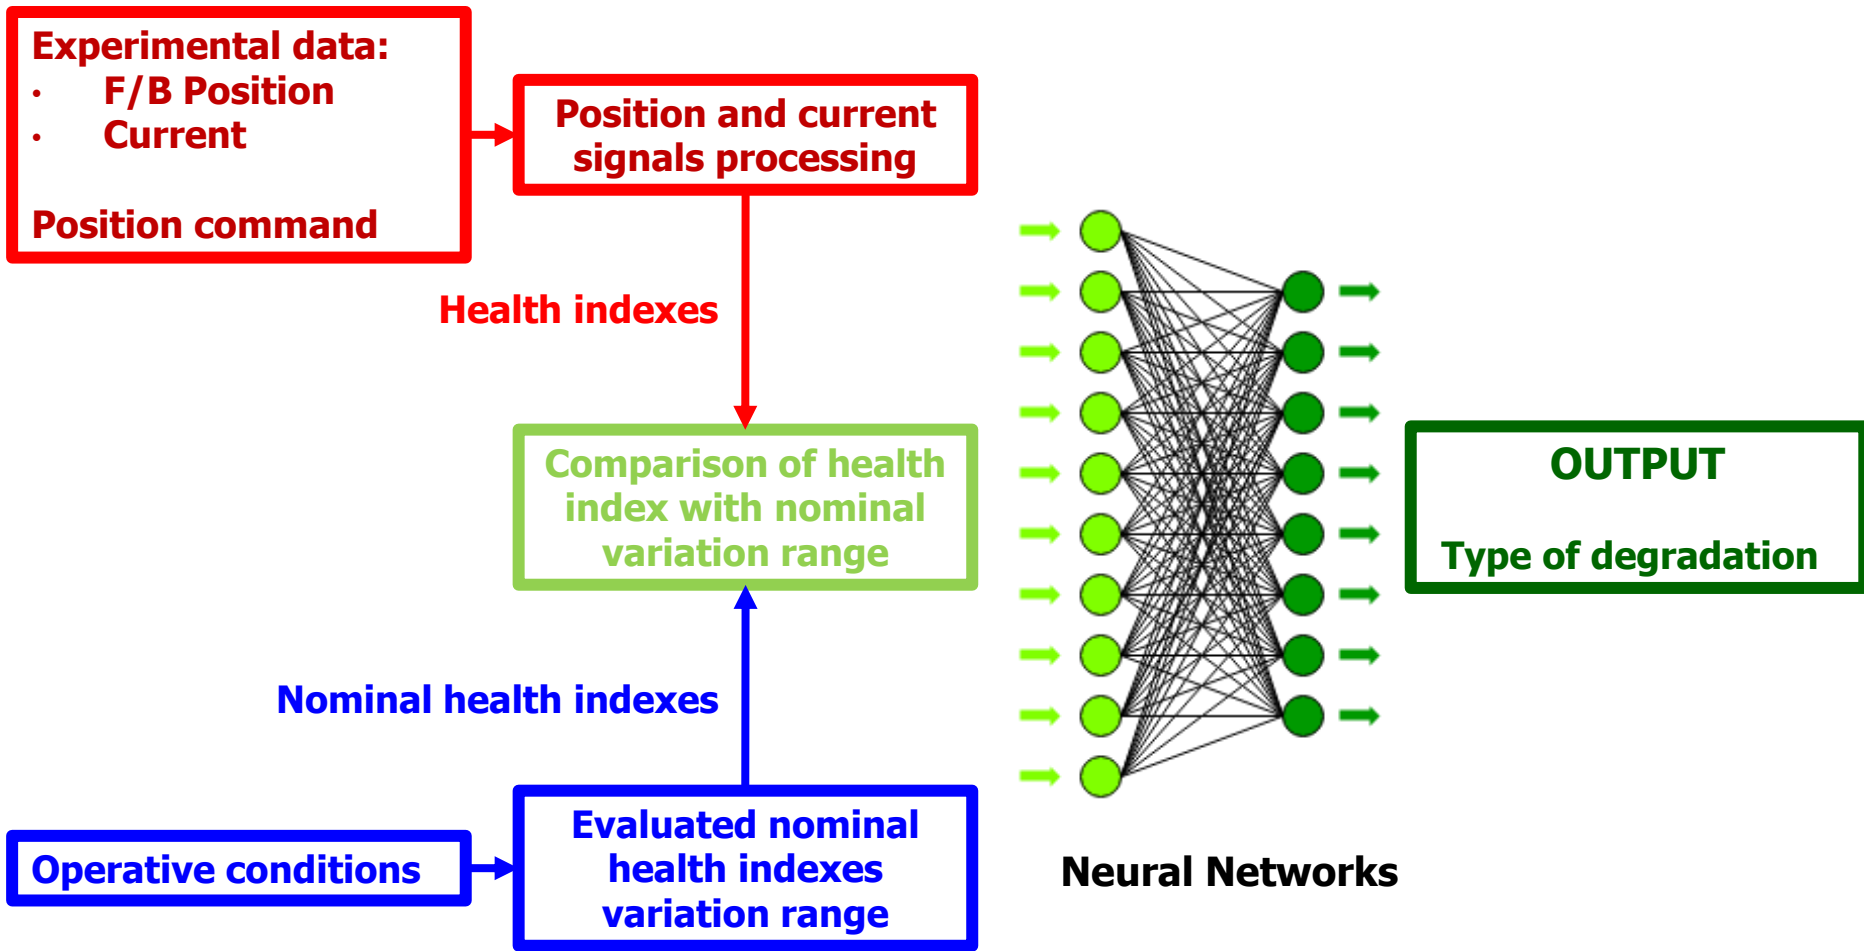 Experimental data:
· F/B Position
· Current
Position command
Position and current
signals processing
Health indexes
Comparison of health
index with nominal
variation range
Nominal health indexes
Operative conditions
Evaluated nominal
health indexes
variation range
Neural Networks
OUTPUT
Type of degradation